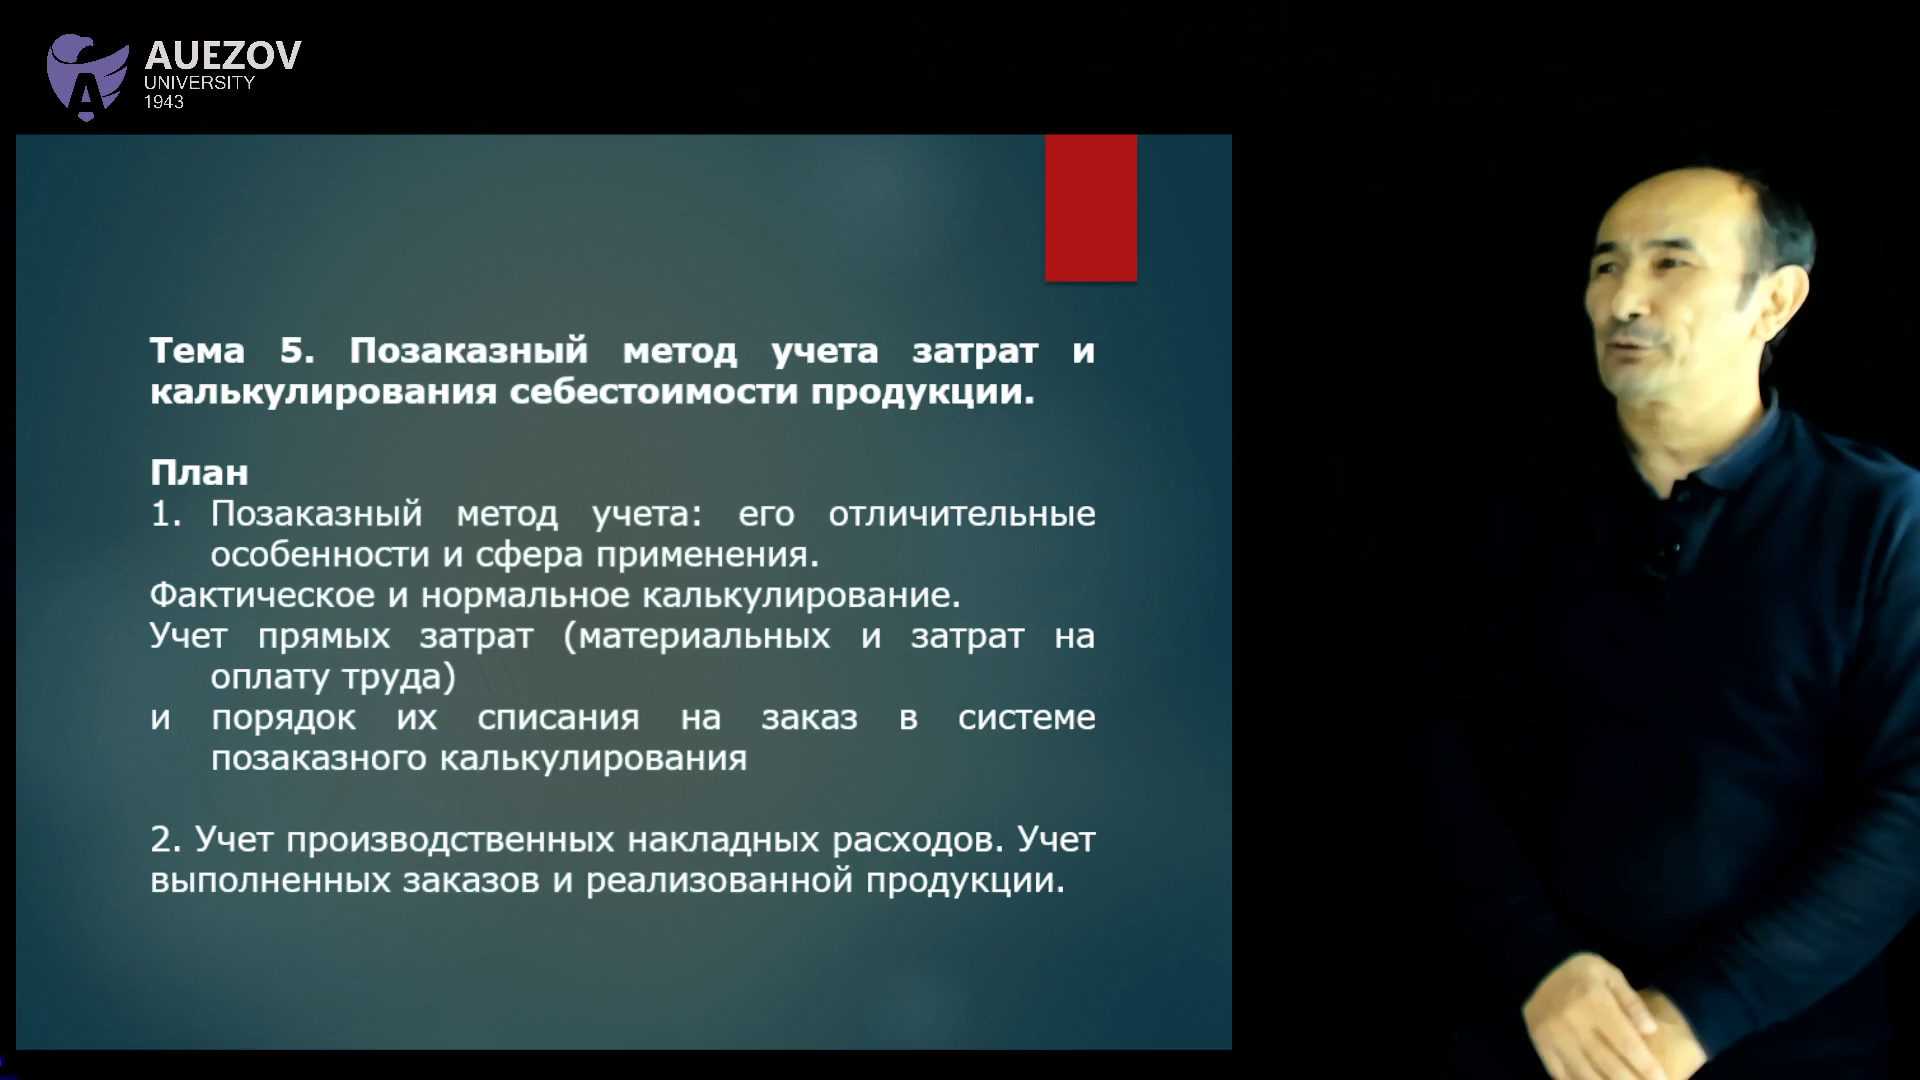 AUEZOV
UNIVERSITY
1943
Тема 5. Позаказный метод учета затрат и
калькулирования себестоимости продукции.
План
1. Позаказный метод учета: его отличительные
особенности и сфера применения.
Фактическое и нормальное калькулирование.
Учет прямых затрат (материальных и затрат на
оплату труда)
и порядок их списания на заказ в системе
позаказного калькулирования
2. Учет производственных накладных расходов. Учет
выполненных заказов и реализованной продукции.